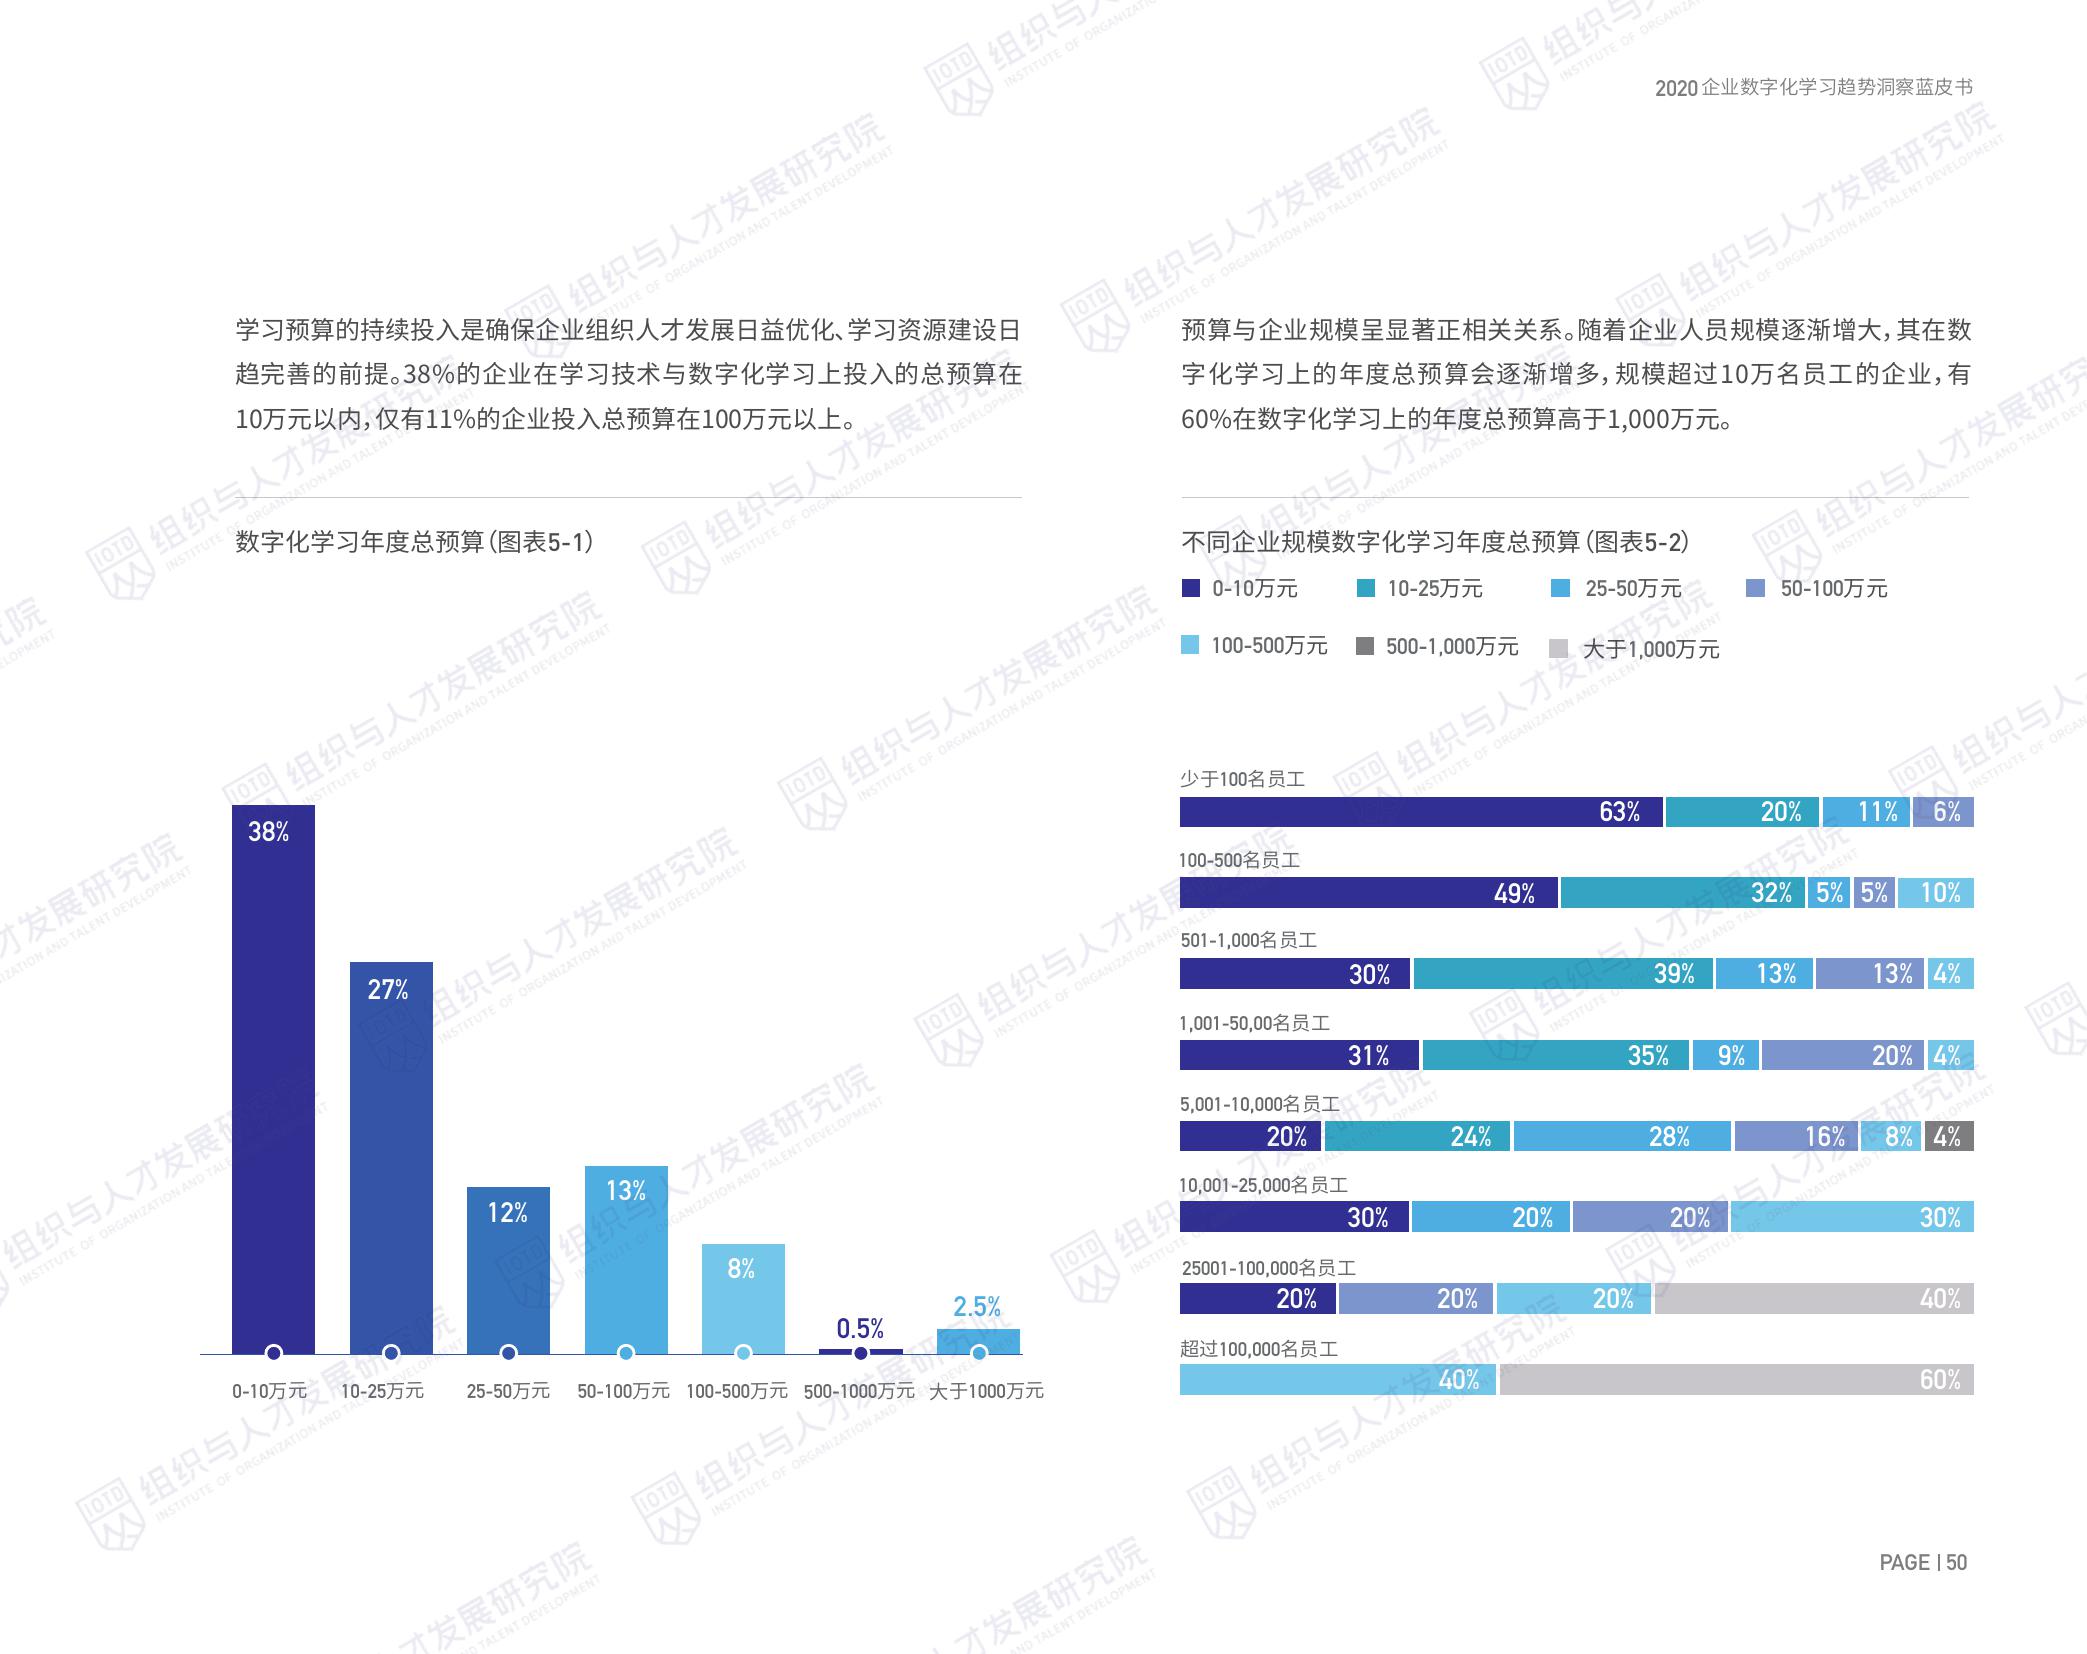 2020企业数字化学习趋势洞察蓝皮书
学习预算的持续投入是确保企业组织人才发展日益优化、学习资源建设日
趋完善的前提。38%的企业在学习技术与数字化学习上投入的总预算在
10万元以内，仅有11%的企业投入总预算在100万元以上。
数字化学习年度总预算（图表5-1）
38%
27%
12%
13%
8%
0.5%
2.5%
0-10万元 10-25万元 25-50万元 50-100万元 100-500万元 500-1000万元 大于1000万元
预算与企业规模呈显著正相关关系。随着企业人员规模逐渐增大，其在数
字化学习上的年度总预算会逐渐增多，规模超过10万名员工的企业，有
60%在数字化学习上的年度总预算高于1,000万元。
不同企业规模数字化学习年度总预算（图表5-2）
0-10万元 10-25万元 25-50万元 50-100万元
100-500万元 500-1,000万元 大于1,000万元
少于100名员工
63% 20% 11% 6%
100-500名员工
49% 32% 5% 5% 10%
501-1,000名员工
30% 39% 13% 13% 4%
1,001-50,00名员工
31% 35% 9% 20% 4%
5,001-10,000名员工
20% 24% 28% 16% 8% 4%
10,001-25,000名员工
30% 20% 20% 30%
25001-100,000名员工
20% 20% 20% 40%
超过100,000名员工
40% 60%
PAGE | 50
IOTD 组织与人才发展研究院
INSTITUTE OF ORGANIZATION AND TALENT DEVELOPMENT